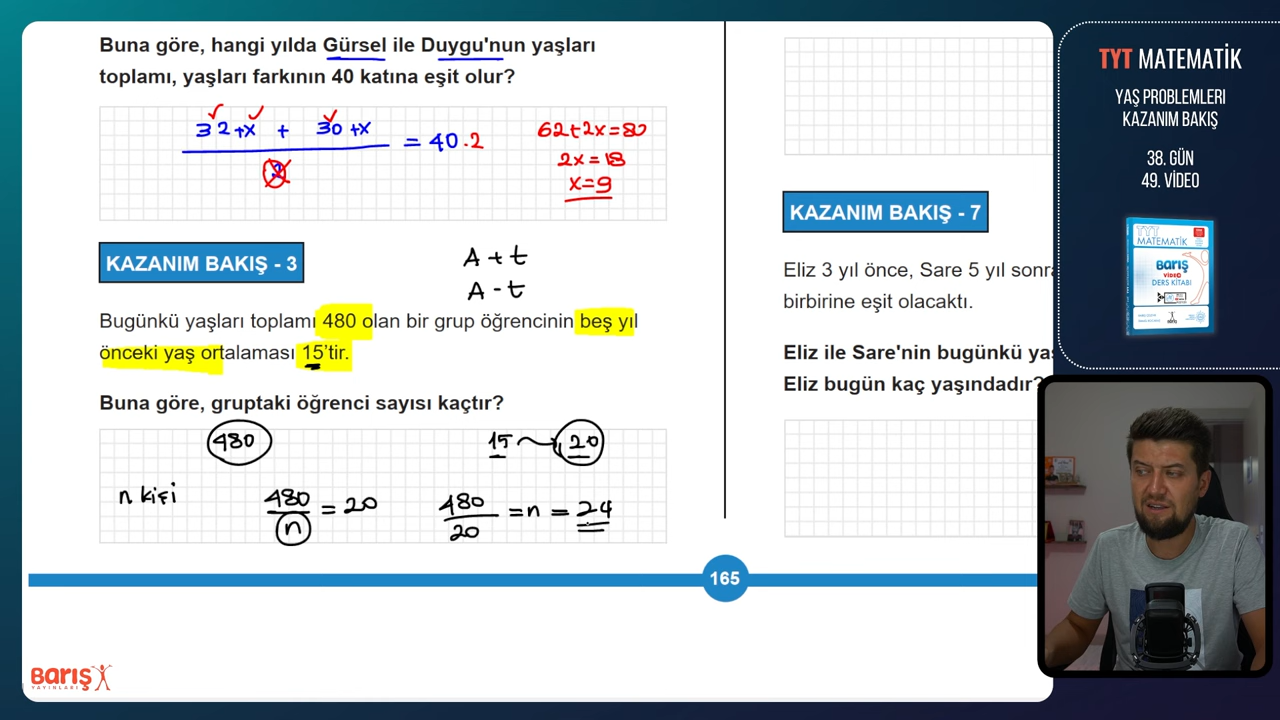 Buna göre, hangi yılda Gürsel ile Duygu'nun yaşları
toplamı, yaşları farkının 40 katına eşit olur?
32+x + 30+x = 40.2
2
62+2x=80
2x=18
x=9
KAZANIM BAKIŞ - 3
A+t
A-t
Bugünkü yaşları toplamı 480 olan bir grup öğrencinin beş yıl
önceki yaş ortalaması 15'tir.
Buna göre, gruptaki öğrenci sayısı kaçtır?
480
15 20
n kişi
480/n = 20
480/20 = n = 24
KAZANIM BAKIŞ - 7
Eliz 3 yıl önce, Sare 5 yıl sonra
birbirine eşit olacaktı.
Eliz ile Sare'nin bugünkü yaş
Eliz bugün kaç yaşındadır?
165
BARIŞ
YAYINLARI
TYT MATEMATİK
YAŞ PROBLEMLERI
KAZANIM BAKIŞ
38. GÜN
49. VİDEO
TYT
MATEMATİK
BARIŞ
VİDEO
DERS KİTABI